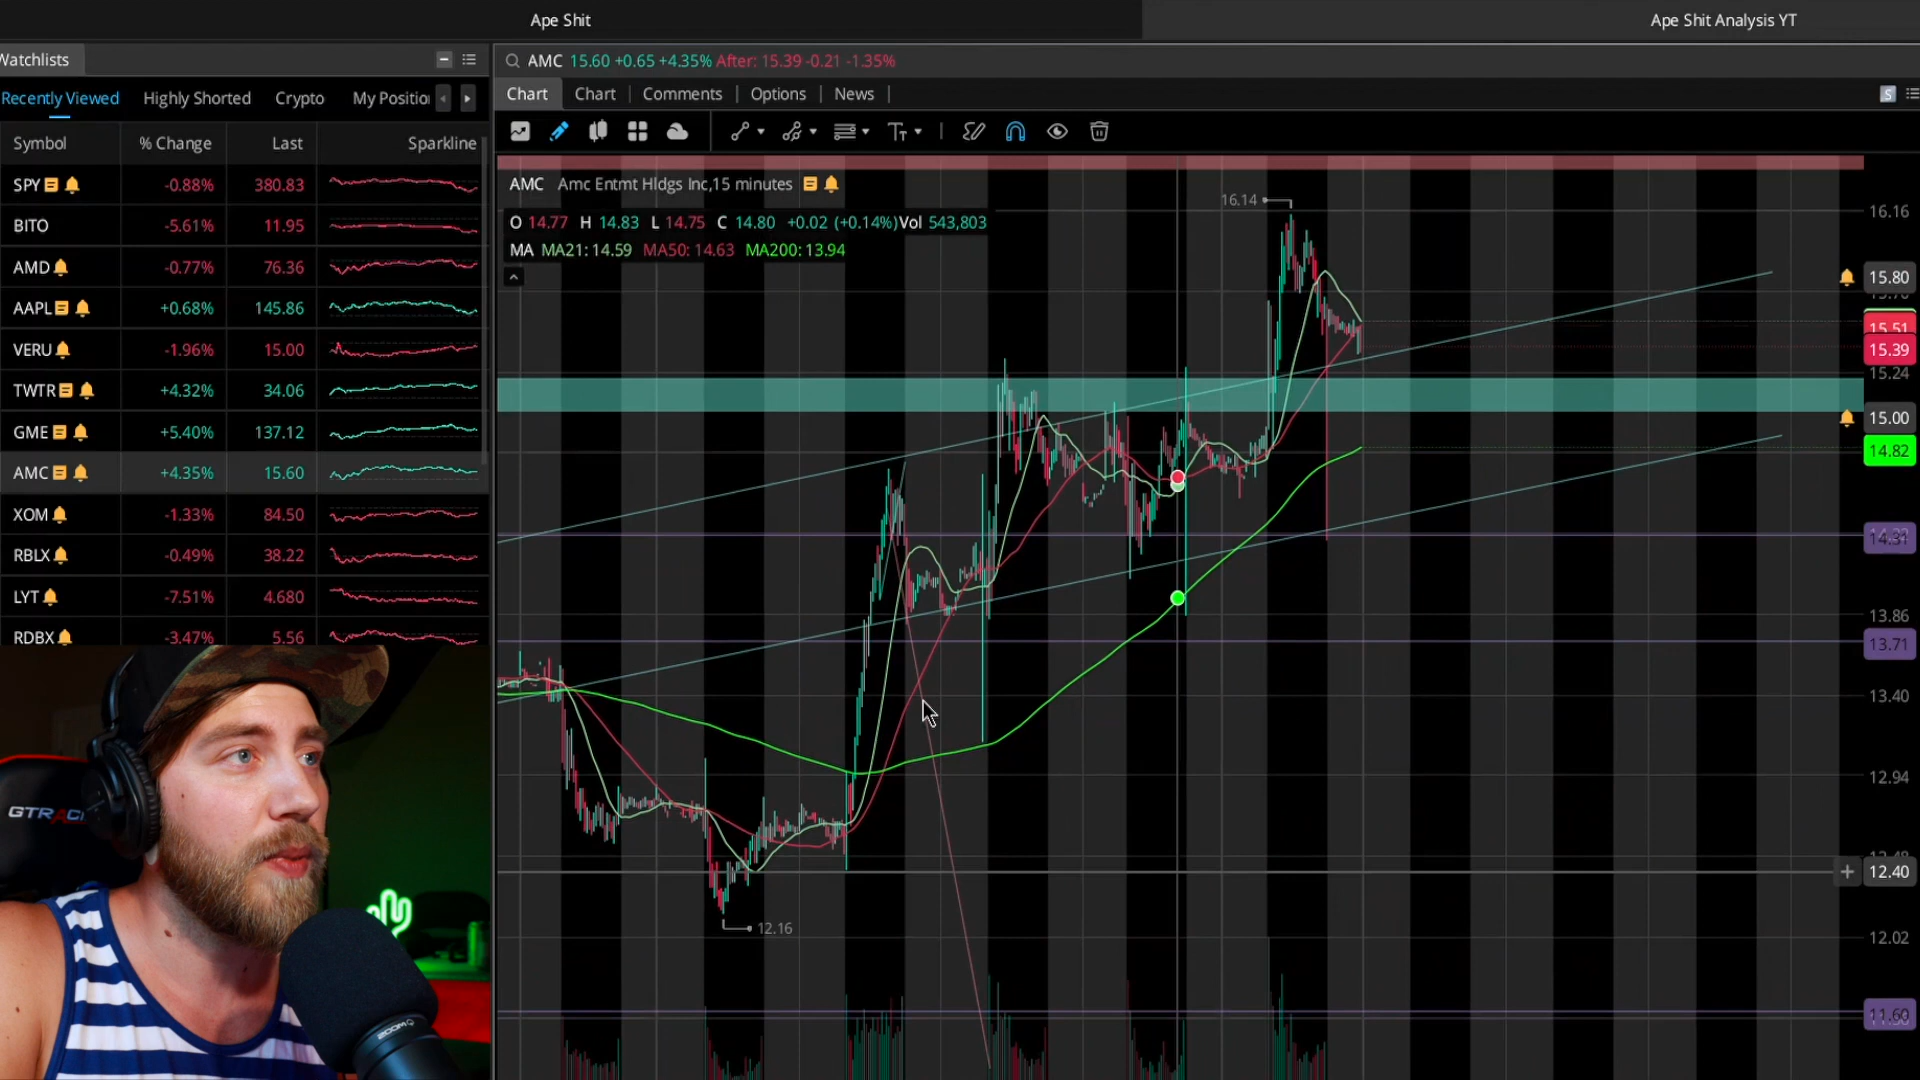 Ape Shit
Ape Shit Analysis YT
Watchlists
Recently Viewed Highly Shorted Crypto My Position
Symbol % Change Last Sparkline
SPY -0.88% 380.83
BITO -5.61% 11.95
AMD -0.77% 76.36
AAPL +0.68% 145.86
VERU -1.96% 15.00
TWTR +4.32% 34.06
GME +5.40% 137.12
AMC +4.35% 15.60
XOM -1.33% 84.50
RBLX -0.49% 38.22
LYT -7.51% 4.680
RDBX -3.47% 5.56
AMC 15.60 +0.65 +4.35% After: 15.39 -0.21 -1.35%
Chart Chart Comments Options News
S
Tт
AMC Amc Entmt Hldgs Inc,15 minutes
O 14.77 H 14.83 L 14.75 C 14.80 +0.02 (+0.14%)Vol 543,803
MA MA21: 14.59 MA50: 14.63 MA200: 13.94
16.14
12.16
16.16
15.80
15.51
15.39
15.24
15.00
14.82
14.31
13.86
13.71
13.40
12.94
12.40
12.02
11.60
GTRAC
ZOOM